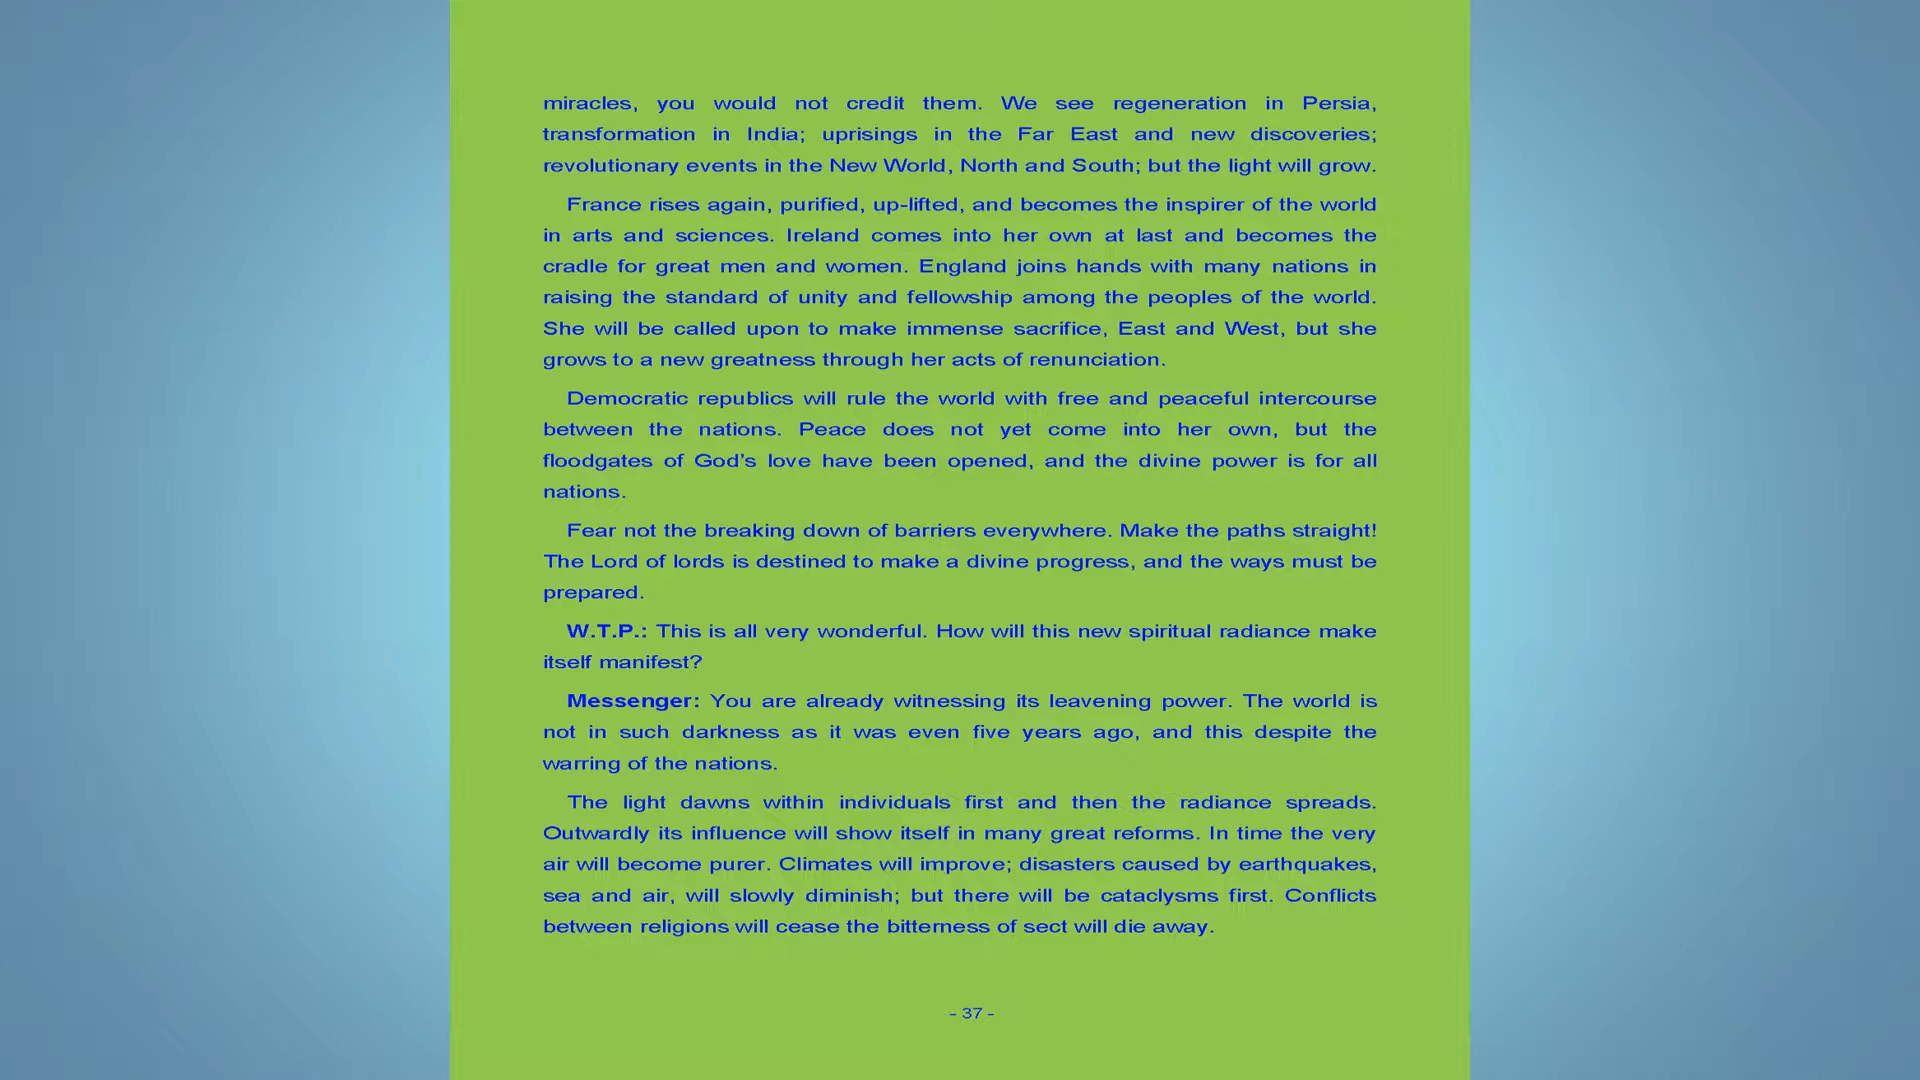 miracles, you would not credit them. We see regeneration in Persia,
transformation in India; uprisings in the Far East and new discoveries;
revolutionary events in the New World, North and South; but the light will grow.
France rises again, purified, up-lifted, and becomes the inspirer of the world
in arts and sciences. Ireland comes into her own at last and becomes the
cradle for great men and women. England joins hands with many nations in
raising the standard of unity and fellowship among the peoples of the world.
She will be called upon to make immense sacrifice, East and West, but she
grows to a new greatness through her acts of renunciation.
Democratic republics will rule the world with free and peaceful intercourse
between the nations. Peace does not yet come into her own, but the
floodgates of God’s love have been opened, and the divine power is for all
nations.
Fear not the breaking down of barriers everywhere. Make the paths straight!
The Lord of lords is destined to make a divine progress, and the ways must be
prepared.
W.T.P.: This is all very wonderful. How will this new spiritual radiance make
itself manifest?
Messenger: You are already witnessing its leavening power. The world is
not in such darkness as it was even five years ago, and this despite the
warring of the nations.
The light dawns within individuals first and then the radiance spreads.
Outwardly its influence will show itself in many great reforms. In time the very
air will become purer. Climates will improve; disasters caused by earthquakes,
sea and air, will slowly diminish; but there will be cataclysms first. Conflicts
between religions will cease the bitterness of sect will die away.
- 37 -